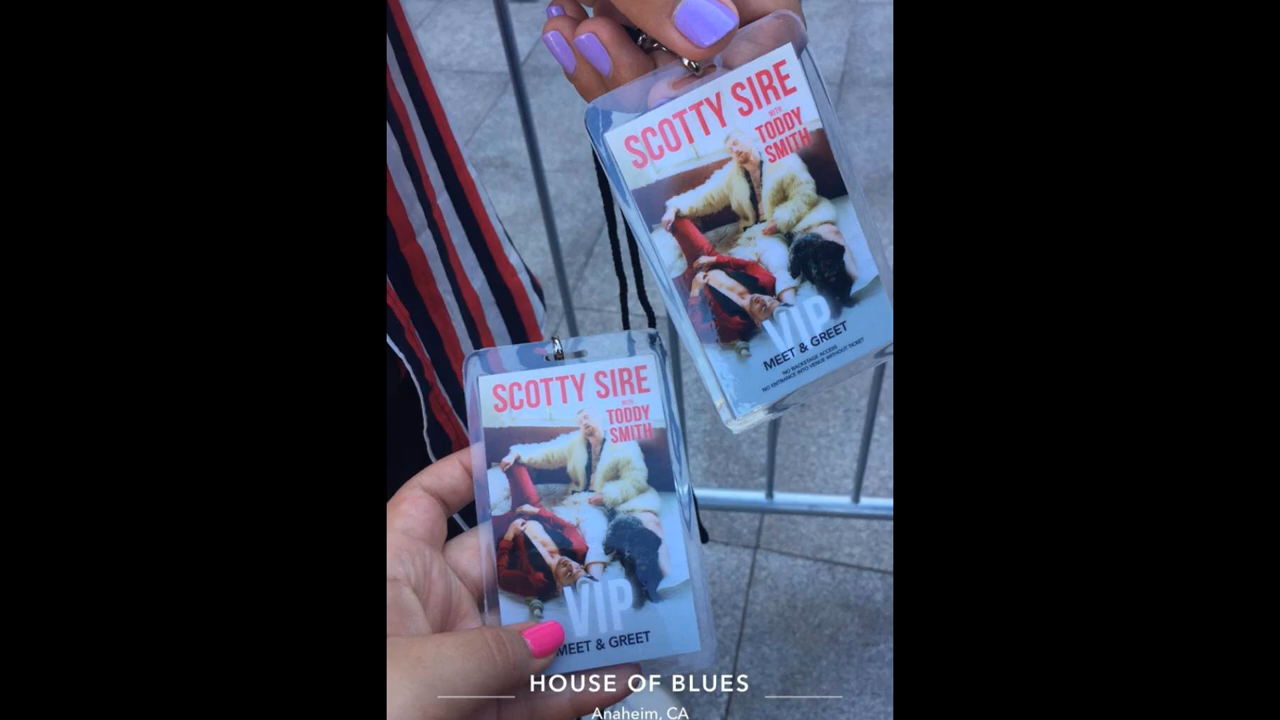 SCOTTY SIRE
WITH
TODDY
SMITH
VIP
MEET & GREET
NO BACKSTAGE ACCESS
NO ENTRANCE INTO VENUE WITHOUT TICKET
SCOTTY SIRE
WITH
TODDY
SMITH
VIP
MEET & GREET
HOUSE OF BLUES
Anaheim, CA